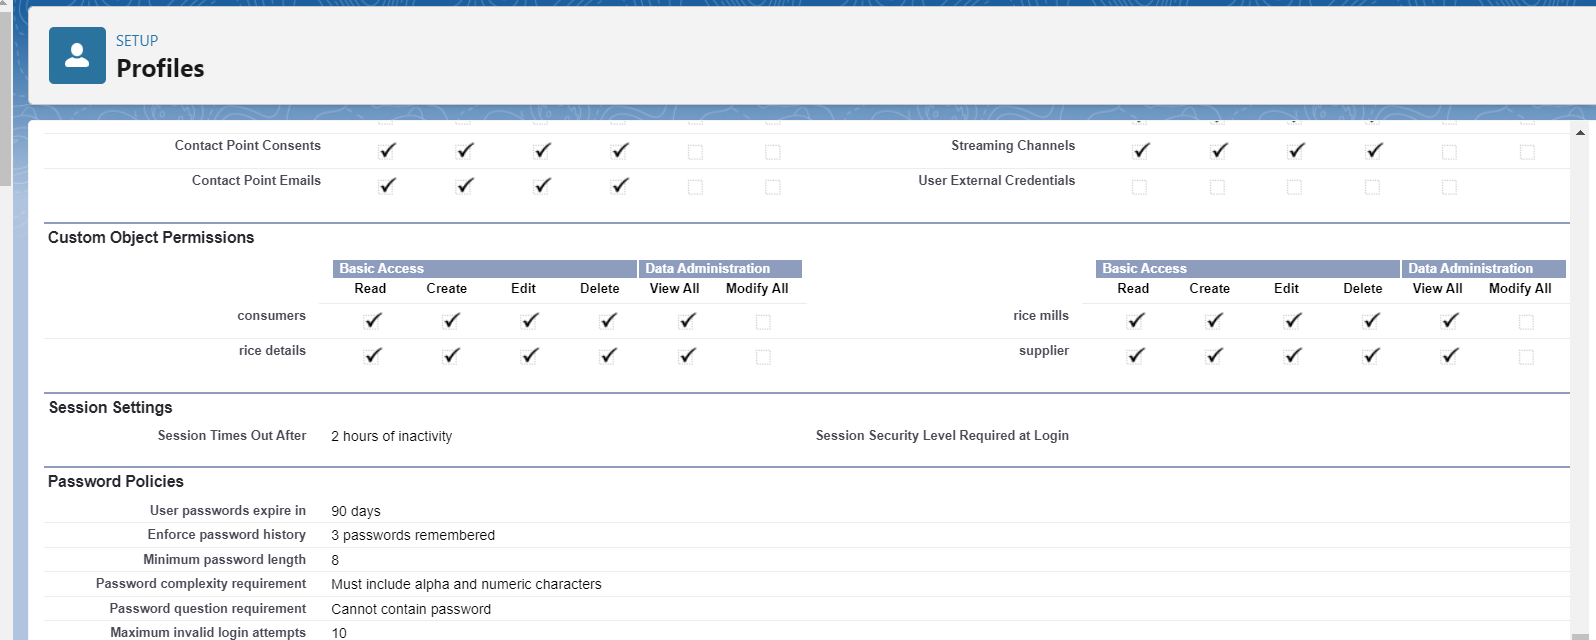 SETUP
Profiles
Contact Point Consents Streaming Channels
Contact Point Emails User External Credentials
Custom Object Permissions
Basic Access Data Administration Basic Access Data Administration
Read Create Edit Delete View All Modify All Read Create Edit Delete View All Modify All
consumers rice mills
rice details supplier
Session Settings
Session Times Out After 2 hours of inactivity Session Security Level Required at Login
Password Policies
User passwords expire in 90 days
Enforce password history 3 passwords remembered
Minimum password length 8
Password complexity requirement Must include alpha and numeric characters
Password question requirement Cannot contain password
Maximum invalid login attempts 10